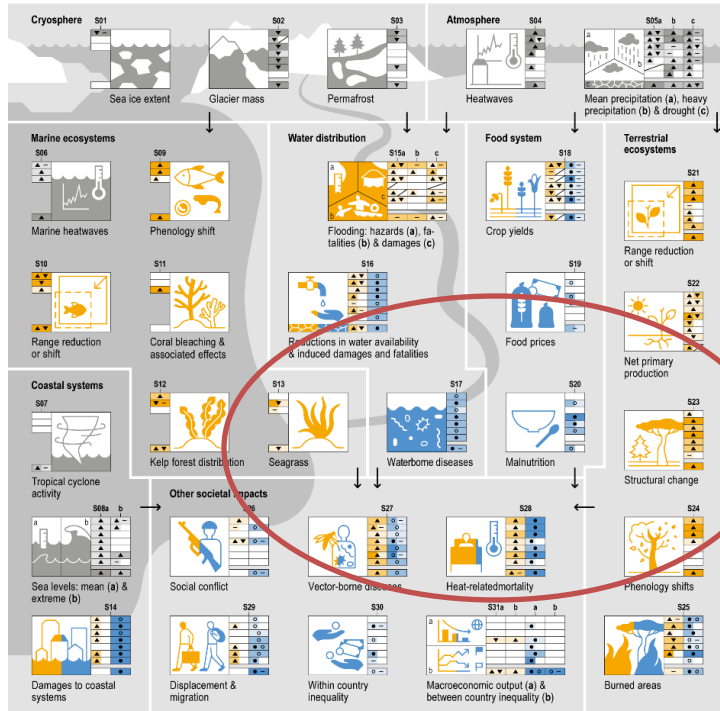 Cryosphere
S01
Sea ice extent
S02
Glacier mass
S03
Permafrost
Atmosphere
S04
Heatwaves
S05a b c
a
b
c
Mean precipitation (a), heavy
precipitation (b) & drought (c)
Marine ecosystems
S06
Marine heatwaves
S09
Phenology shift
S10
Range reduction
or shift
S11
Coral bleaching &
associated effects
S12
Kelp forest distribution
S13
Seagrass
Water distribution
S15a b c
a
c
b
Flooding: hazards (a), fa-
talities (b) & damages (c)
S16
Reductions in water availability
& induced damages and fatalities
S17
Waterborne diseases
Food system
S18
Crop yields
S19
Food prices
S20
Malnutrition
Terrestrial
ecosystems
S21
Range reduction
or shift
S22
Net primary
production
S23
Structural change
S24
Phenology shifts
S25
Burned areas
Coastal systems
S07
Tropical cyclone
activity
S08a b
a
b
Sea levels: mean (a) &
extreme (b)
S14
Damages to coastal
systems
Other societal impacts
S26
Social conflict
S27
Vector-borne diseases
S28
Heat-relatedmortality
S29
Displacement &
migration
S30
Within country
inequality
S31a b a b
a
b
Macroeconomic output (a) &
between country inequality (b)